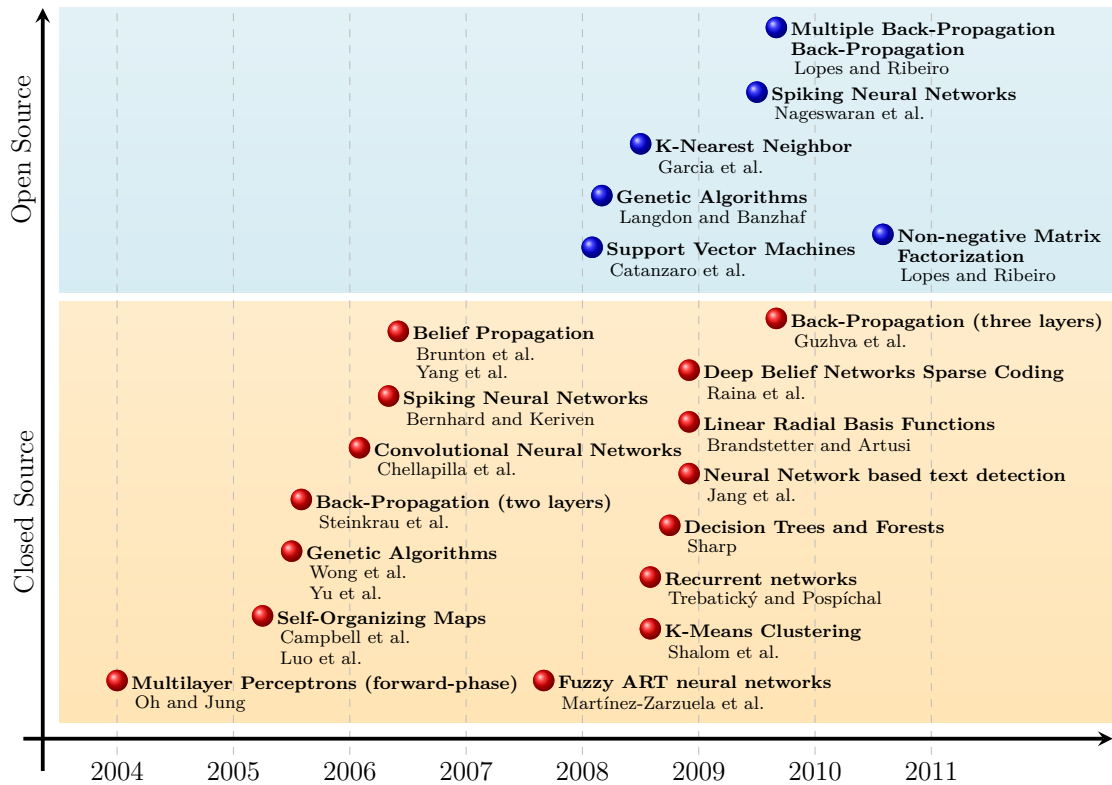 Open Source
Multiple Back-Propagation
Back-Propagation
Lopes and Ribeiro
Spiking Neural Networks
Nageswaran et al.
K-Nearest Neighbor
Garcia et al.
Genetic Algorithms
Langdon and Banzhaf
Support Vector Machines
Catanzaro et al.
Non-negative Matrix
Factorization
Lopes and Ribeiro
Closed Source
Belief Propagation
Brunton et al.
Yang et al.
Spiking Neural Networks
Bernhard and Keriven
Convolutional Neural Networks
Chellapilla et al.
Back-Propagation (two layers)
Steinkrau et al.
Genetic Algorithms
Wong et al.
Yu et al.
Self-Organizing Maps
Campbell et al.
Luo et al.
Multilayer Perceptrons (forward-phase)
Oh and Jung
Back-Propagation (three layers)
Guzhva et al.
Deep Belief Networks Sparse Coding
Raina et al.
Linear Radial Basis Functions
Brandstetter and Artusi
Neural Network based text detection
Jang et al.
Decision Trees and Forests
Sharp
Recurrent networks
Trebatický and Pospíchal
K-Means Clustering
Shalom et al.
Fuzzy ART neural networks
Martínez-Zarzuela et al.
2004 2005 2006 2007 2008 2009 2010 2011